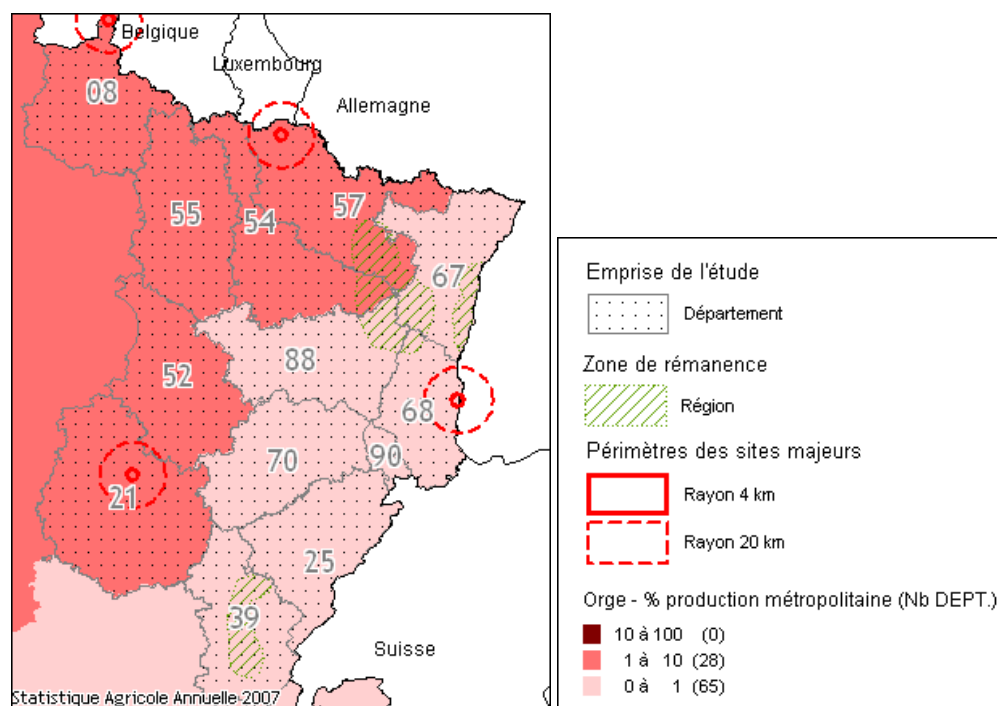 Belgique
Luxembourg
08
Allemagne
57
55
54
67
88
52
68
70
90
21
25
39
Suisse
Statistique Agricole Annuelle 2007
Emprise de l'étude
Département
Zone de rémanence
Région
Périmètres des sites majeurs
Rayon 4 km
Rayon 20 km
Orge - % production métropolitaine (Nb DEPT.)
10 à 100 (0)
1 à 10 (28)
0 à 1 (65)